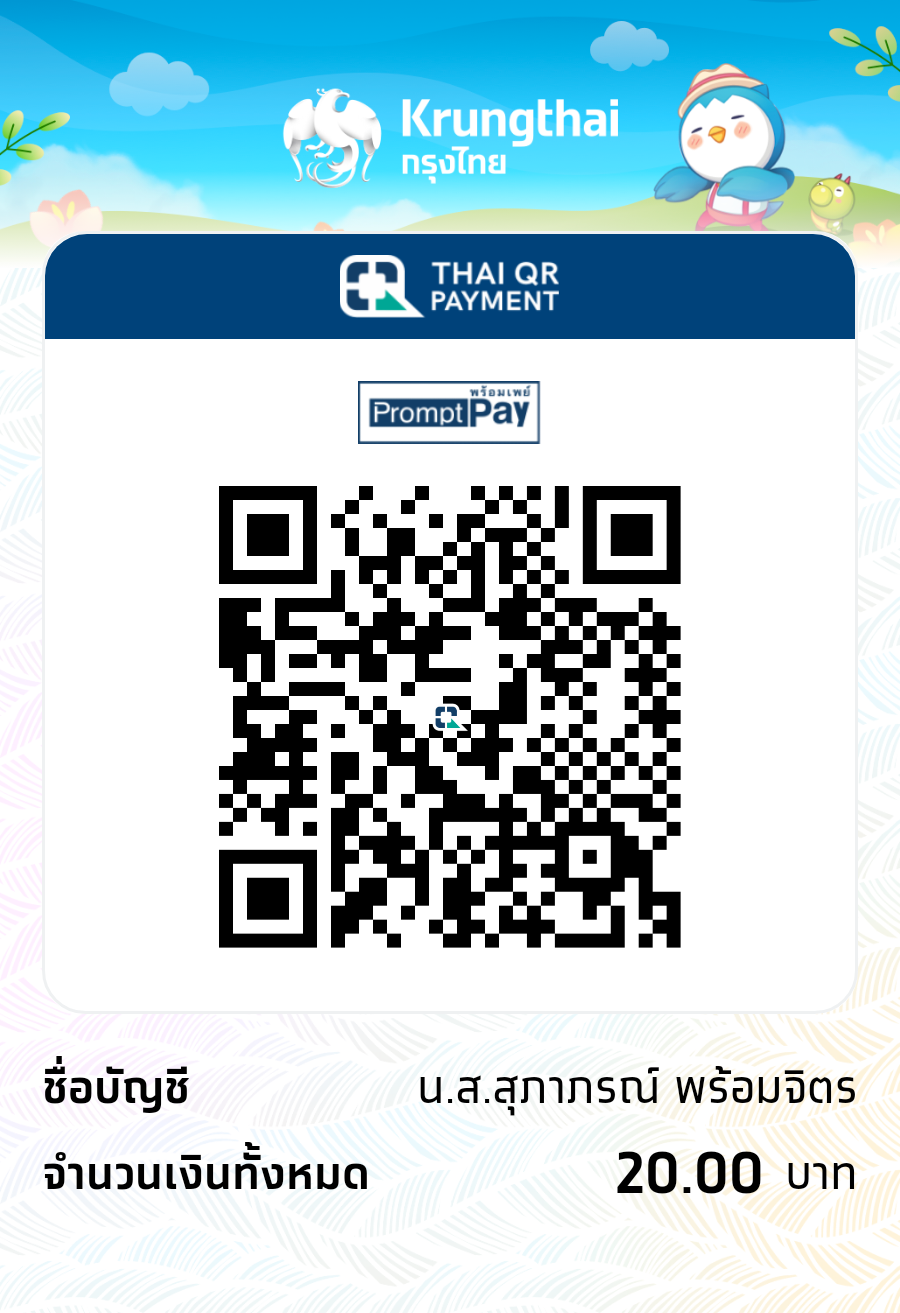 Krungthai
กรุงไทย
THAI QR
PAYMENT
พร้อมเพย์
PromptPay
ชื่อบัญชี น.ส.สุภาภรณ์ พร้อมจิตร
จำนวนเงินทั้งหมด 20.00 บาท